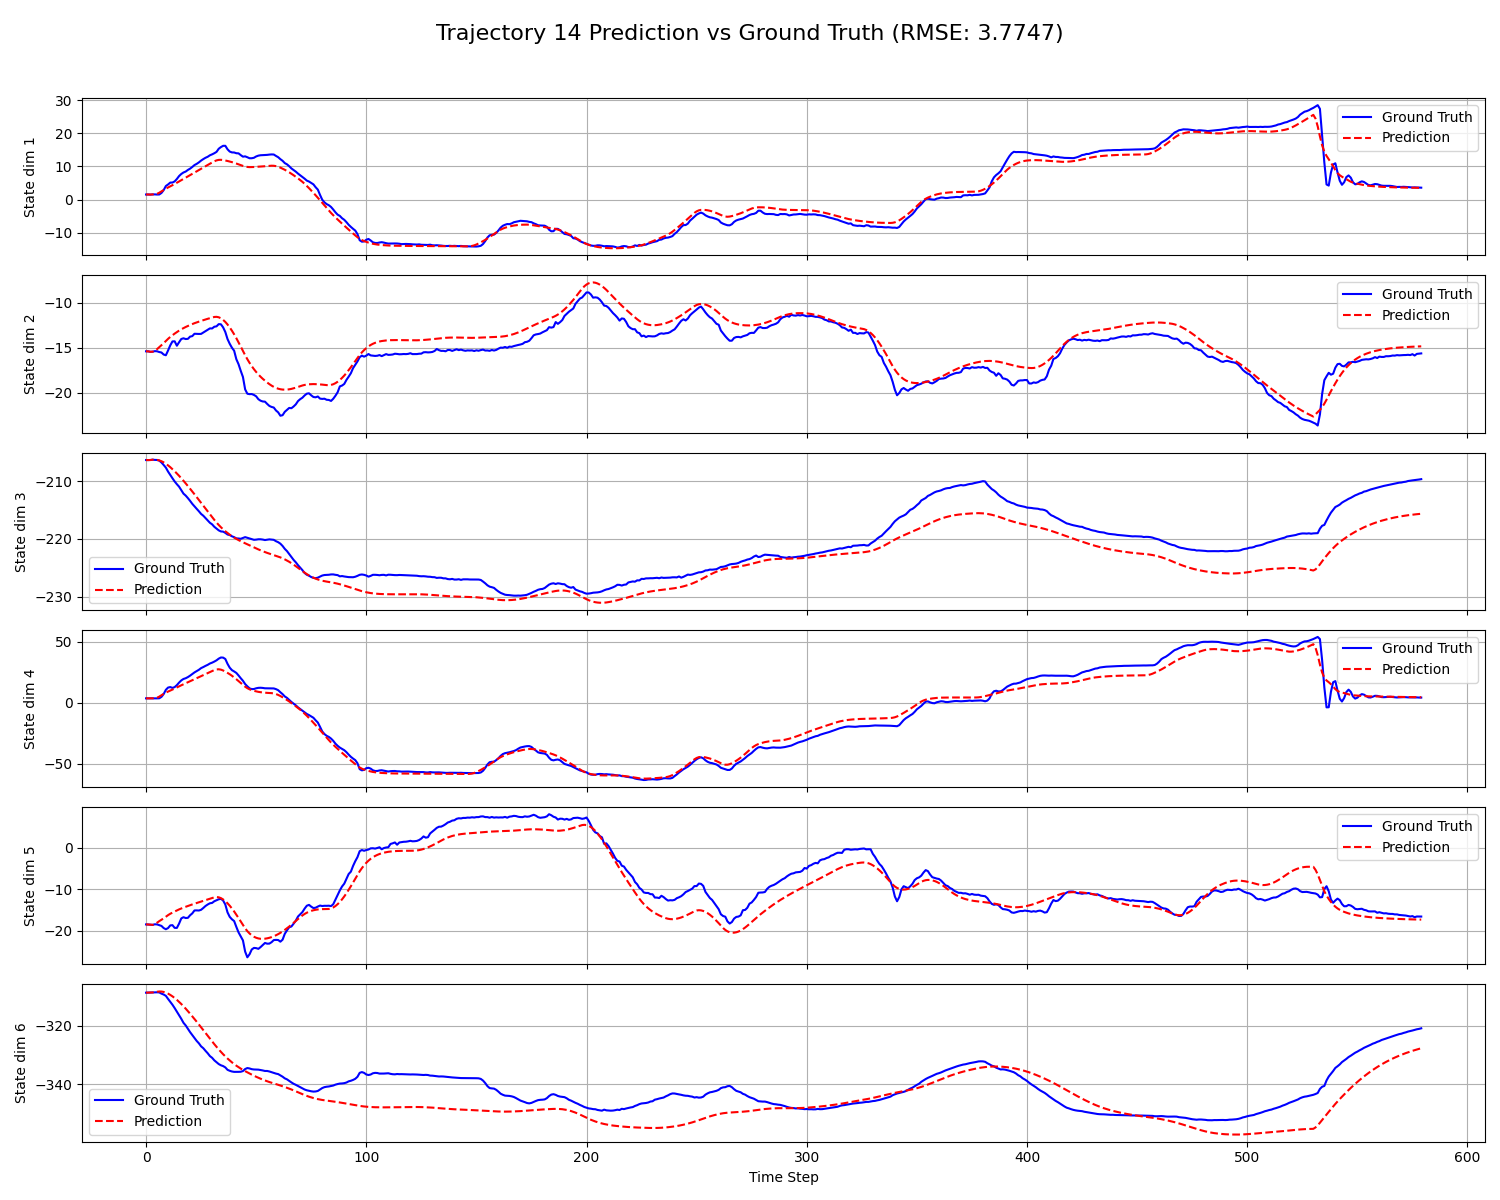 Trajectory 14 Prediction vs Ground Truth (RMSE: 3.7747)
State dim 1
30
20
10
0
−10
Ground Truth
Prediction
State dim 2
−10
−15
−20
Ground Truth
Prediction
State dim 3
−210
−220
−230
Ground Truth
Prediction
State dim 4
50
0
−50
Ground Truth
Prediction
State dim 5
0
−10
−20
Ground Truth
Prediction
State dim 6
−320
−340
Ground Truth
Prediction
0 100 200 300 400 500 600
Time Step